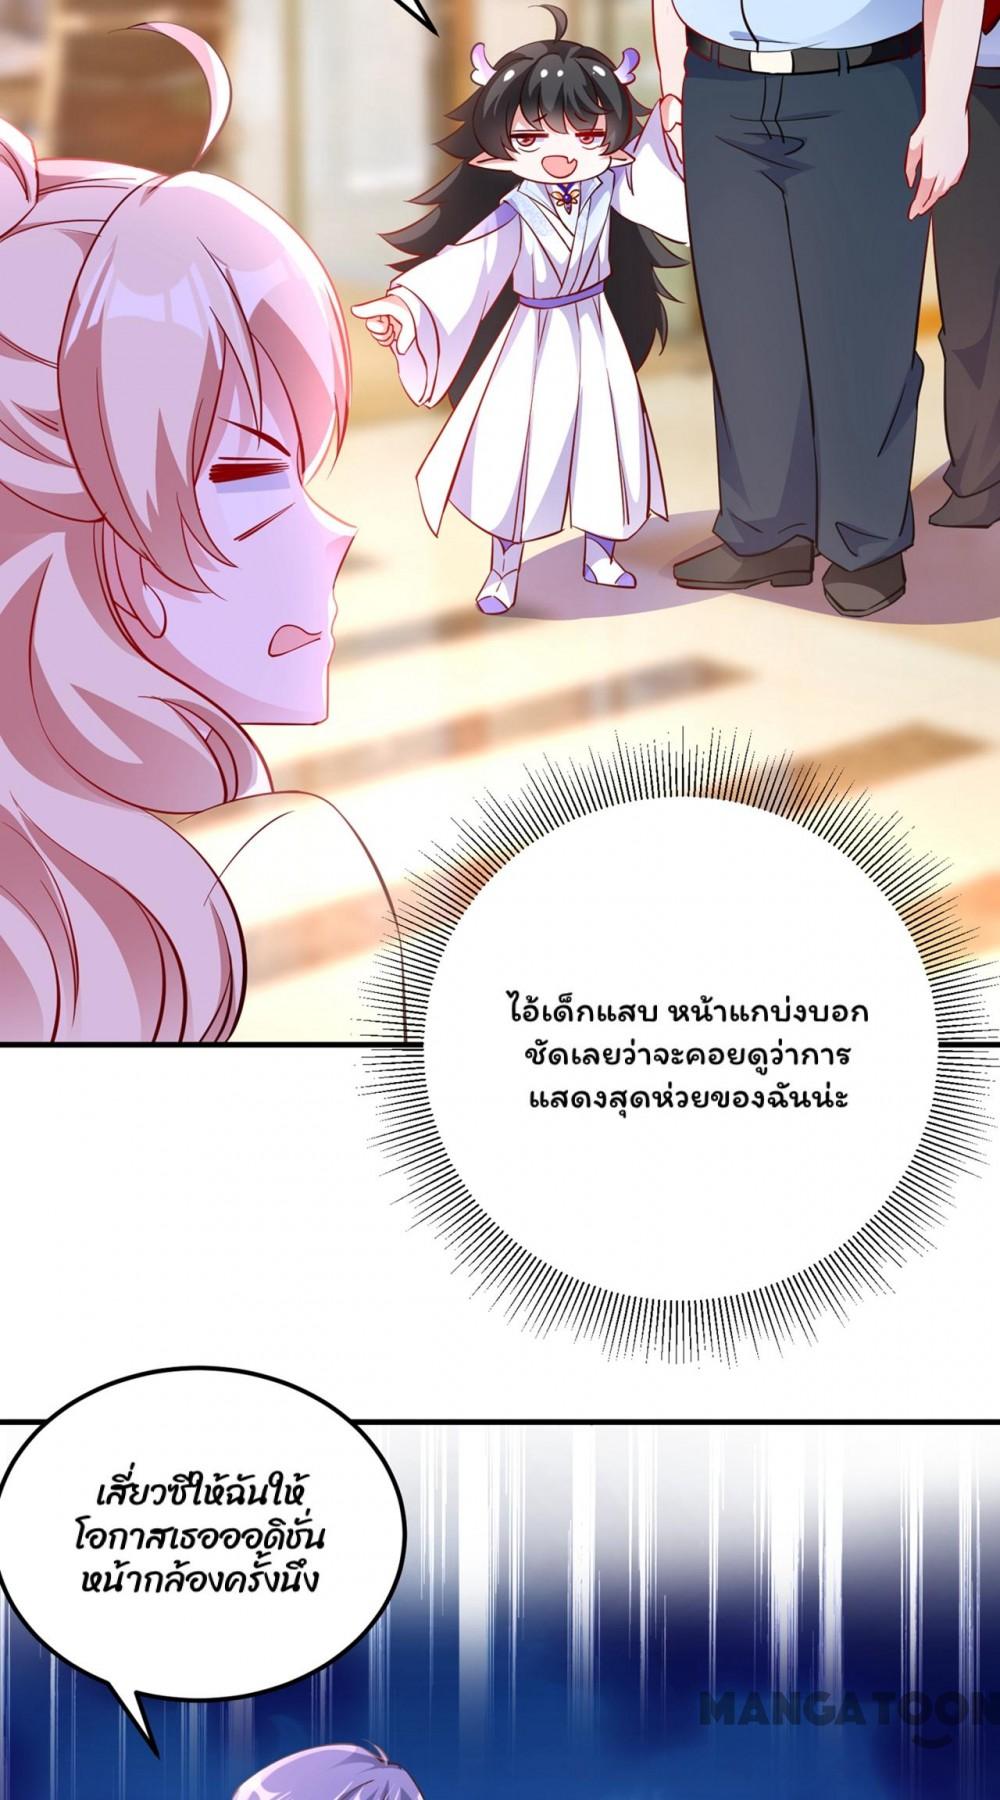 ไอ้เด็กแสบ หน้าแกบ่งบอก
ชัดเลยว่าจะคอยดูว่าการ
แสดงสุดห่วยของฉันน่ะ
เสี่ยวซีให้ฉันให้
โอกาสเธอออดิชั่น
หน้ากล้องครั้งนึง
MANGATOON